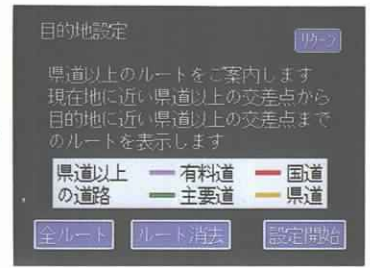 目的地設定
リターン
県道以上のルートをご案内します
現在地に近い県道以上の交差点から
目的地に近い県道以上の交差点まで
のルートを表示します
県道以上 有料道 国道
の道路 主要道 県道
全ルート ルート消去 設定開始